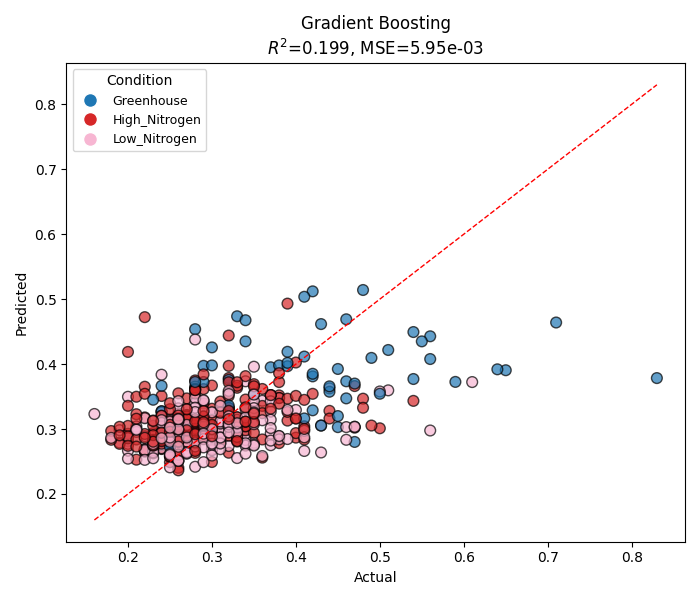 Gradient Boosting
R²=0.199, MSE=5.95e-03
Condition
Greenhouse
High_Nitrogen
Low_Nitrogen
0.8
0.7
0.6
0.5
0.4
0.3
0.2
Predicted
0.2 0.3 0.4 0.5 0.6 0.7 0.8
Actual